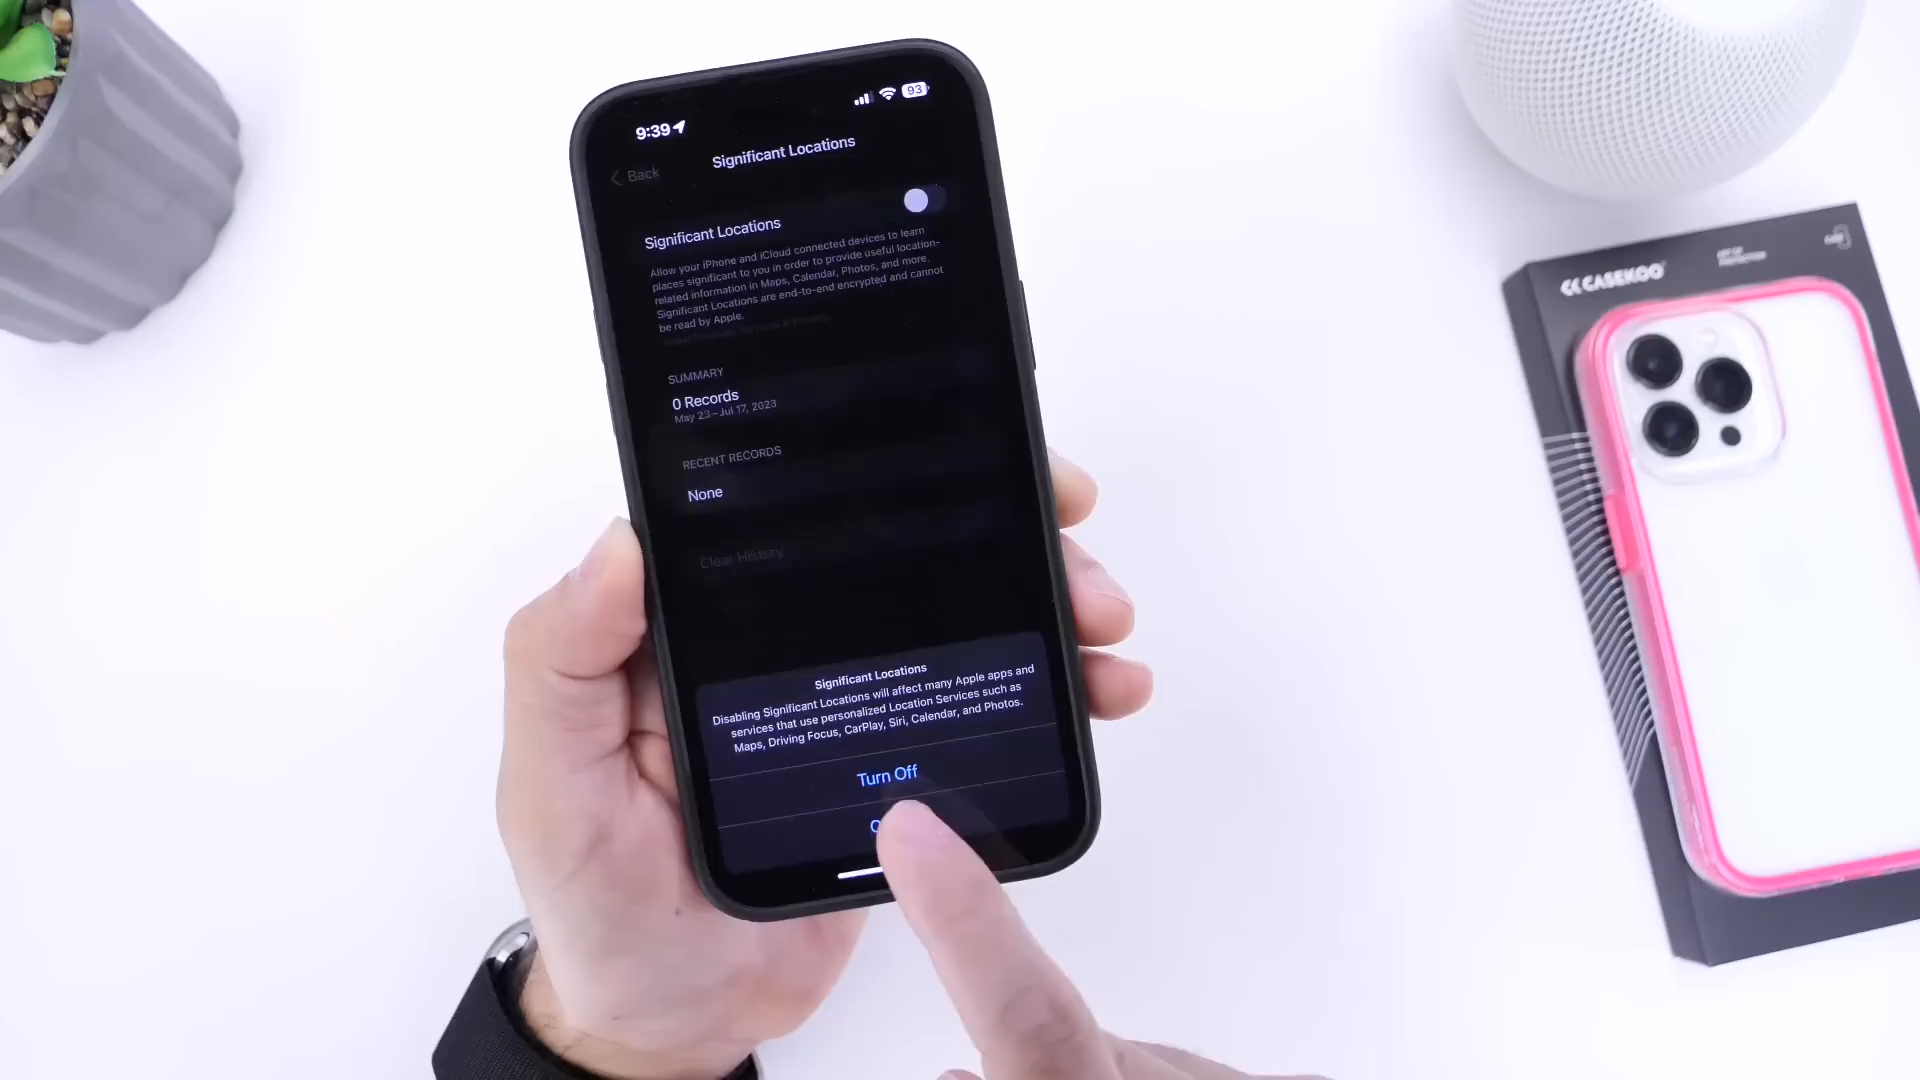 9:39
93
Back
Significant Locations
Significant Locations
Allow your iPhone and iCloud connected devices to learn
places significant to you in order to provide useful location-
related information in Maps, Calendar, Photos, and more.
Significant Locations are end-to-end encrypted and cannot
be read by Apple.
SUMMARY
0 Records
May 23–Jul 17, 2023
RECENT RECORDS
None
Clear History
Significant Locations
Disabling Significant Locations will affect many Apple apps and
services that use personalized Location Services such as
Maps, Driving Focus, CarPlay, Siri, Calendar, and Photos.
Turn Off
CASEKOO